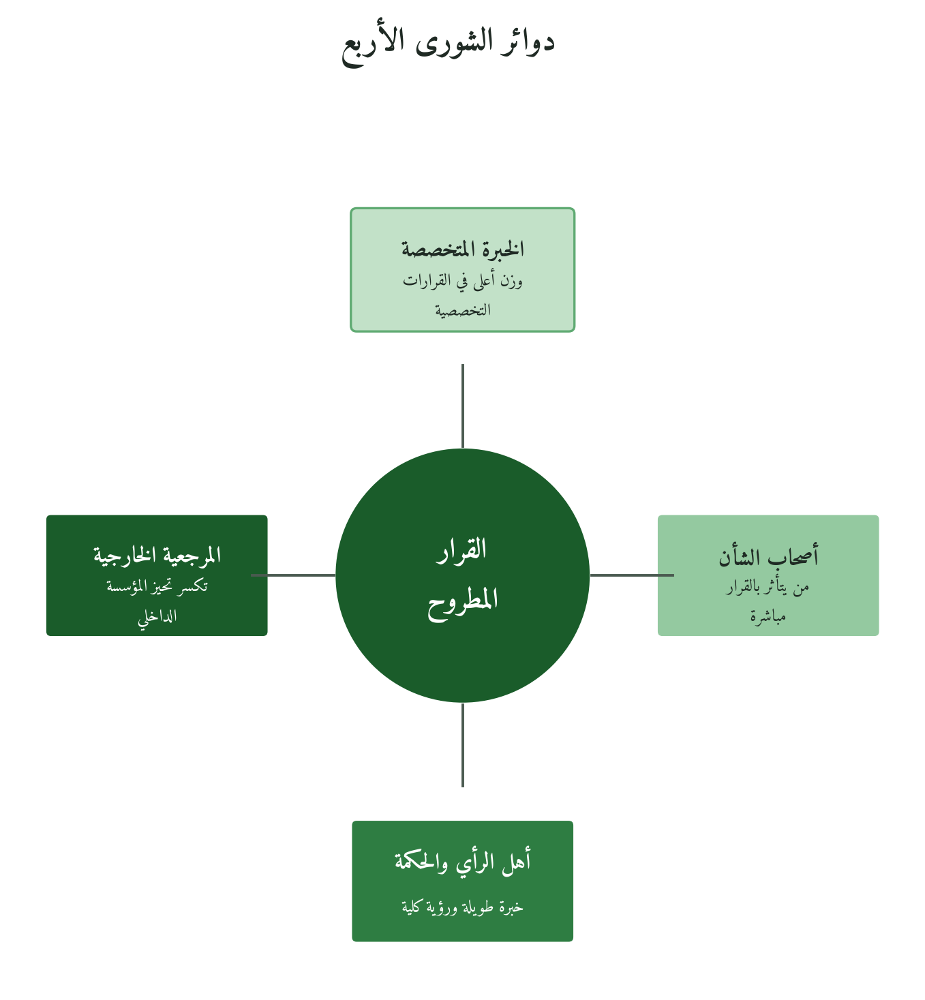 دوائر الشورى الأربع
الخبرة المتخصصة
وزن أعلى في القرارات
التخصصية
أصحاب الشأن
من يتأثر بالقرار
مباشرة
القرار
المطروح
المرجعية الخارجية
تكسر تحيز المؤسسة
الداخلي
أهل الرأي والحكمة
خبرة طويلة ورؤية كلية